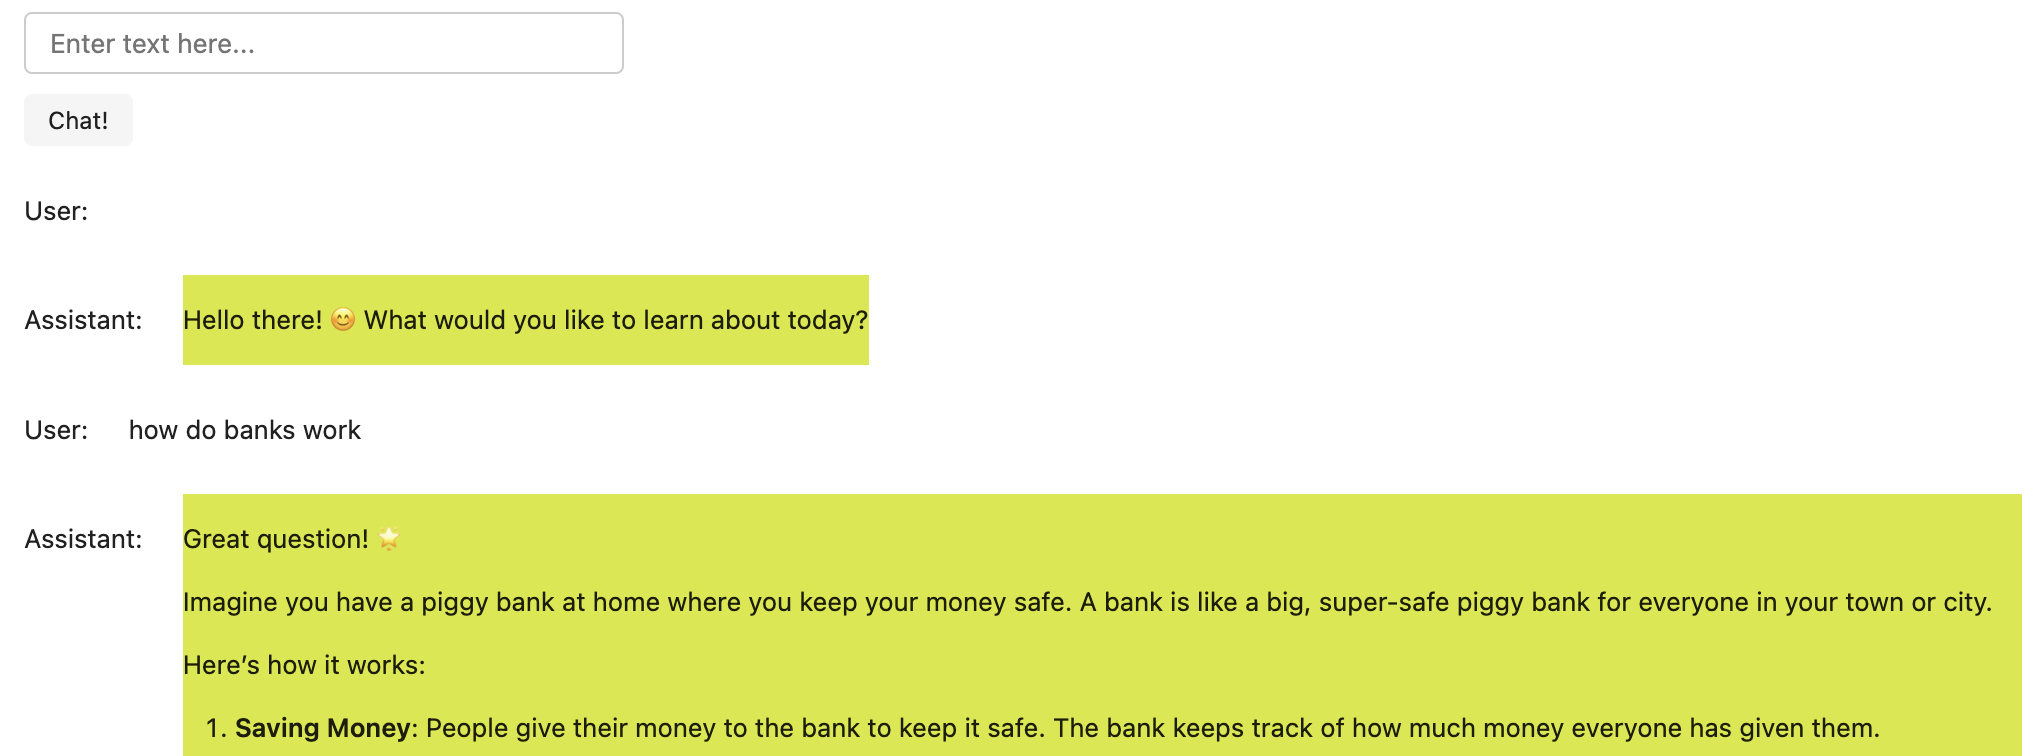 Enter text here...
Chat!
User:
Assistant: Hello there! 😊 What would you like to learn about today?
User: how do banks work
Assistant: Great question! 🌟
Imagine you have a piggy bank at home where you keep your money safe. A bank is like a big, super-safe piggy bank for everyone in your town or city.
Here’s how it works:
1. Saving Money: People give their money to the bank to keep it safe. The bank keeps track of how much money everyone has given them.